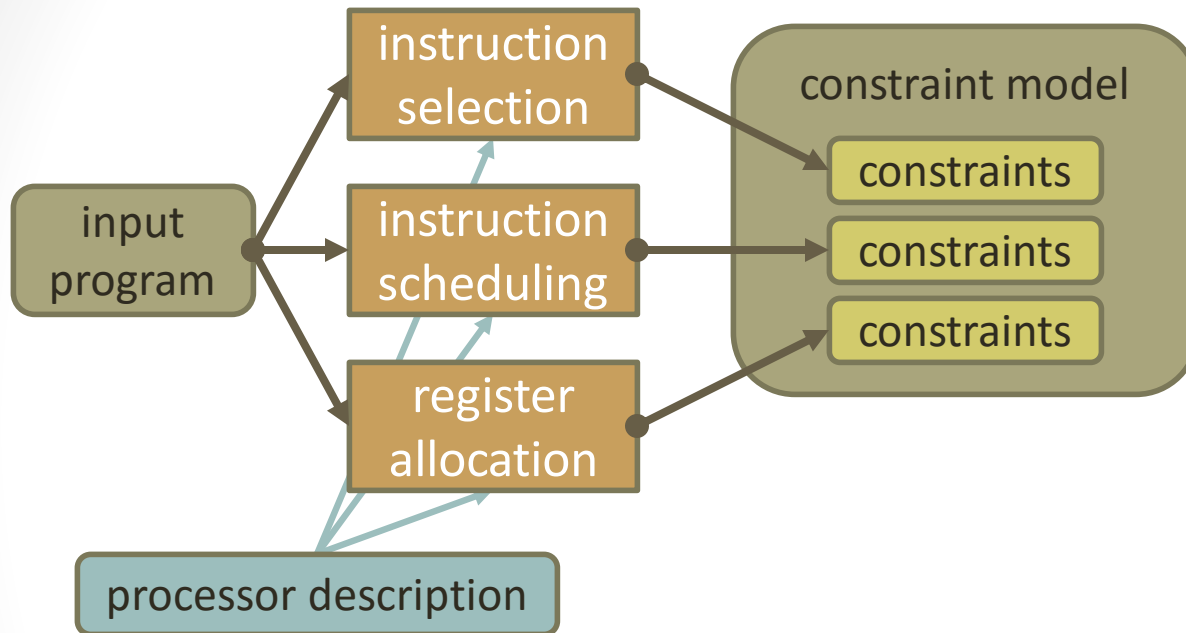 instruction
selection
constraint model
constraints
input
program
instruction
scheduling
constraints
constraints
register
allocation
processor description